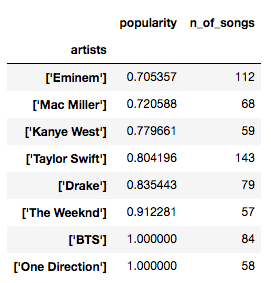 popularity n_of_songs
artists
['Eminem'] 0.705357 112
['Mac Miller'] 0.720588 68
['Kanye West'] 0.779661 59
['Taylor Swift'] 0.804196 143
['Drake'] 0.835443 79
['The Weeknd'] 0.912281 57
['BTS'] 1.000000 84
['One Direction'] 1.000000 58